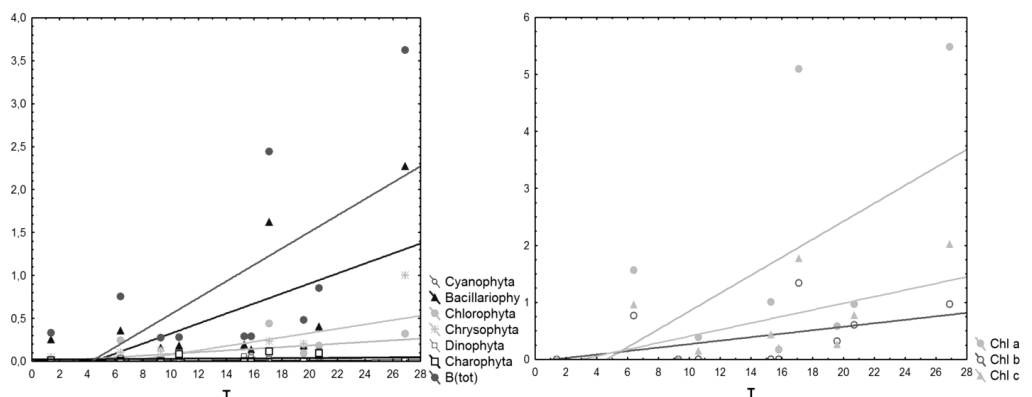 4,0
3,5
3,0
2,5
2,0
1,5
1,0
0,5
0,0
0 2 4 6 8 10 12 14 16 18 20 22 24 26 28
T
Cyanophyta
Bacillariophy
Chlorophyta
Chrysophyta
Dinophyta
Charophyta
B(tot)
6
5
4
3
2
1
0
0 2 4 6 8 10 12 14 16 18 20 22 24 26 28
T
Chl a
Chl b
Chl c